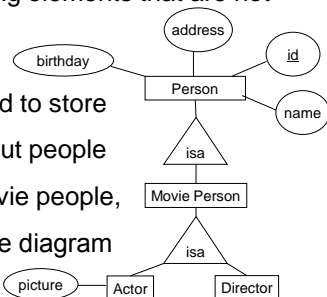 g elements that are not
address
birthday
id
d to store
Person
name
ut people
isa
vie people,
Movie Person
e diagram
isa
picture
Actor
Director